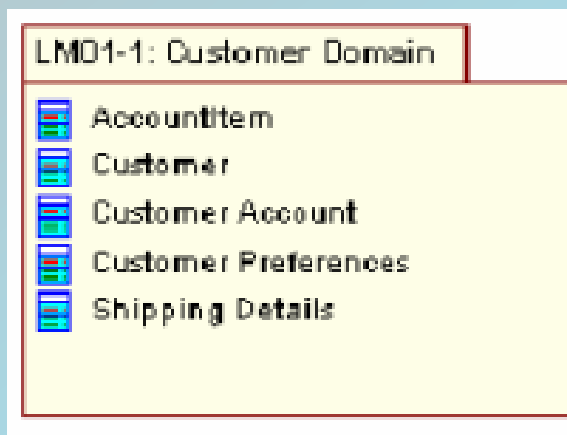 LM01-1: Customer Domain
AccountItem
Customer
Customer Account
Customer Preferences
Shipping Details